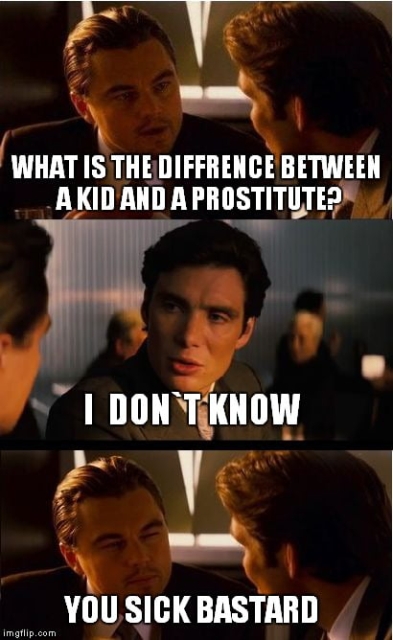 WHAT IS THE DIFFRENCE BETWEEN
A KID AND A PROSTITUTE?
I DON`T KNOW
YOU SICK BASTARD
imgflip.com